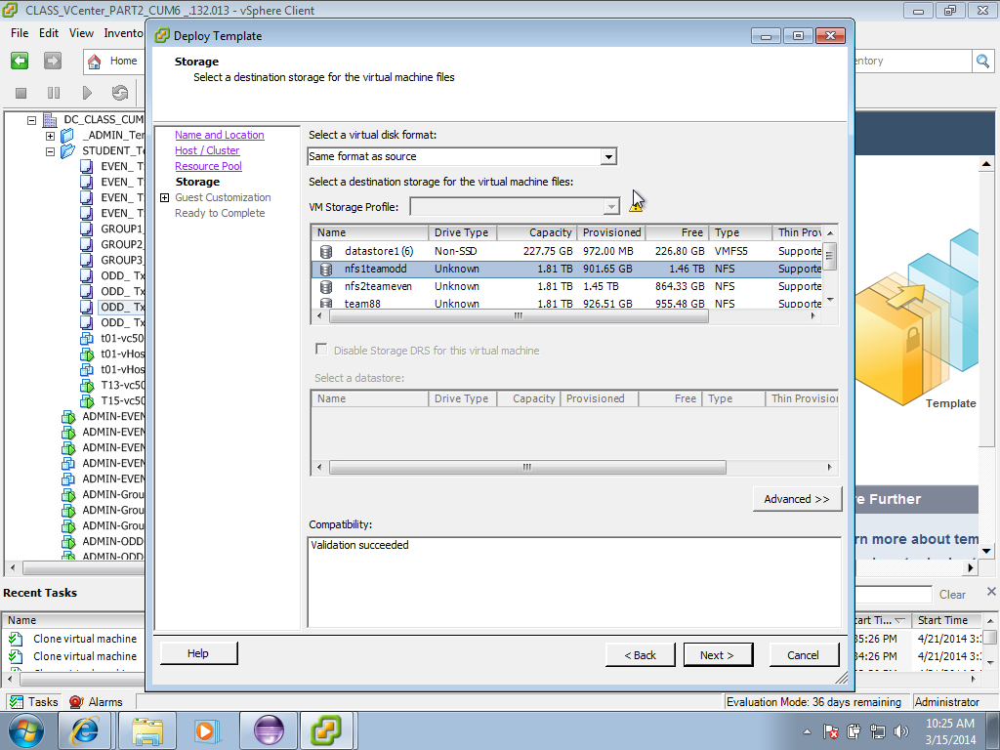 CLASS_VCenter_PART2_CUM6 _.132.013 - vSphere Client
File Edit View Invento
Home
entory
DC_CLASS_CUM
_ADMIN_Ter
STUDENT_Te
EVEN_ T
EVEN_ T
EVEN_ T
EVEN_ T
GROUP1_
GROUP2_
GROUP3_
ODD_ Tx
ODD_ Tx
ODD_ Tx
ODD_ Tx
t01-vc50
t01-vHos
t01-vHos
T13-vc50
T15-vc50
ADMIN-EVEN
ADMIN-EVEN
ADMIN-EVEN
ADMIN-EVEN
ADMIN-EVEN
ADMIN-Grou
ADMIN-Grou
ADMIN-Grou
ADMIN-ODD
ADMIN-ODD
Deploy Template
Storage
Select a destination storage for the virtual machine files
Name and Location
Host / Cluster
Resource Pool
Storage
Guest Customization
Ready to Complete
Select a virtual disk format:
Same format as source
Select a destination storage for the virtual machine files:
VM Storage Profile:
Name Drive Type Capacity Provisioned Free Type Thin Prov
datastore1 (6) Non-SSD 227.75 GB 972.00 MB 226.80 GB VMFS5 Supporte
nfs1teamodd Unknown 1.81 TB 901.65 GB 1.46 TB NFS Supporte
nfs2teameven Unknown 1.81 TB 1.45 TB 864.33 GB NFS Supporte
team88 Unknown 1.81 TB 926.51 GB 955.48 GB NFS Supporte
Disable Storage DRS for this virtual machine
Select a datastore:
Name Drive Type Capacity Provisioned Free Type Thin Provision
Advanced >>
Compatibility:
Validation succeeded
Help < Back Next > Cancel
Template
re Further
rn more about tem
Recent Tasks
Clear
Name
Clone virtual machine
Clone virtual machine
tart Ti... Start Time
35:26 PM 4/21/2014 3:3
34:26 PM 4/21/2014 3:3
Tasks Alarms
Evaluation Mode: 36 days remaining Administrator
10:25 AM
3/15/2014